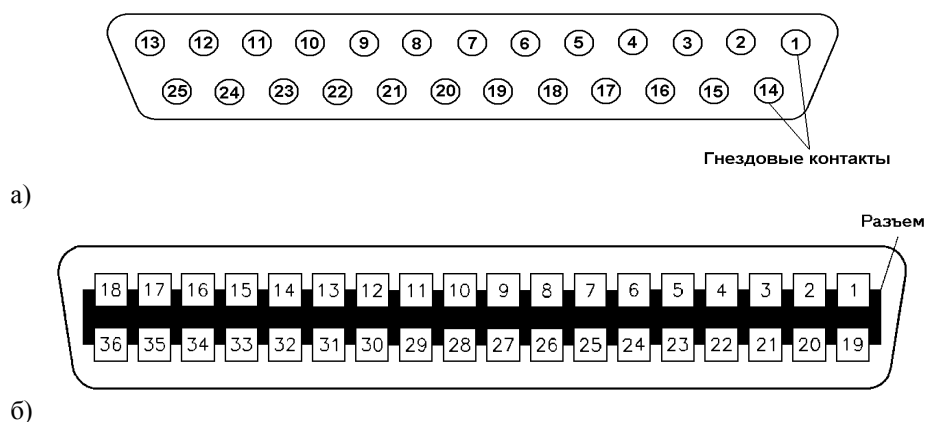 13 12 11 10 9 8 7 6 5 4 3 2 1
25 24 23 22 21 20 19 18 17 16 15 14
Гнездовые контакты
а)
Разъем
18 17 16 15 14 13 12 11 10 9 8 7 6 5 4 3 2 1
36 35 34 33 32 31 30 29 28 27 26 25 24 23 22 21 20 19
б)